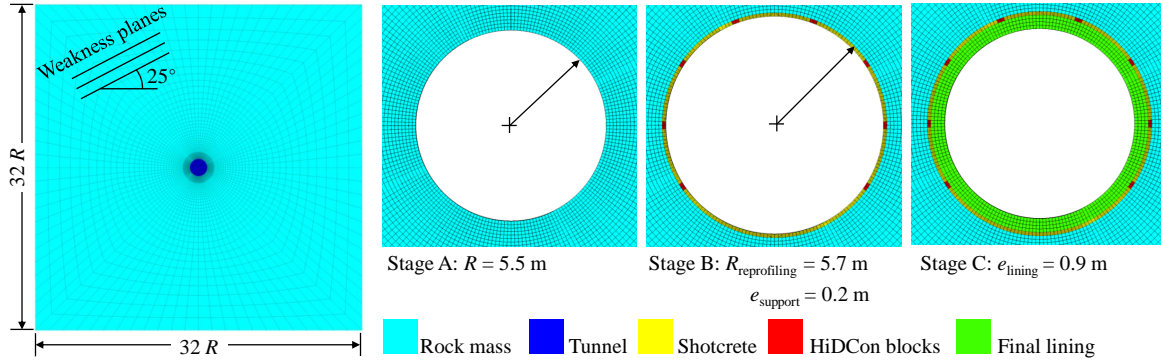 Weakness planes
25°
32 R
32 R
Stage A: R = 5.5 m
Stage B: Rreprofiling = 5.7 m
esupport = 0.2 m
Stage C: elining = 0.9 m
Rock mass
Tunnel
Shotcrete
HiDCon blocks
Final lining